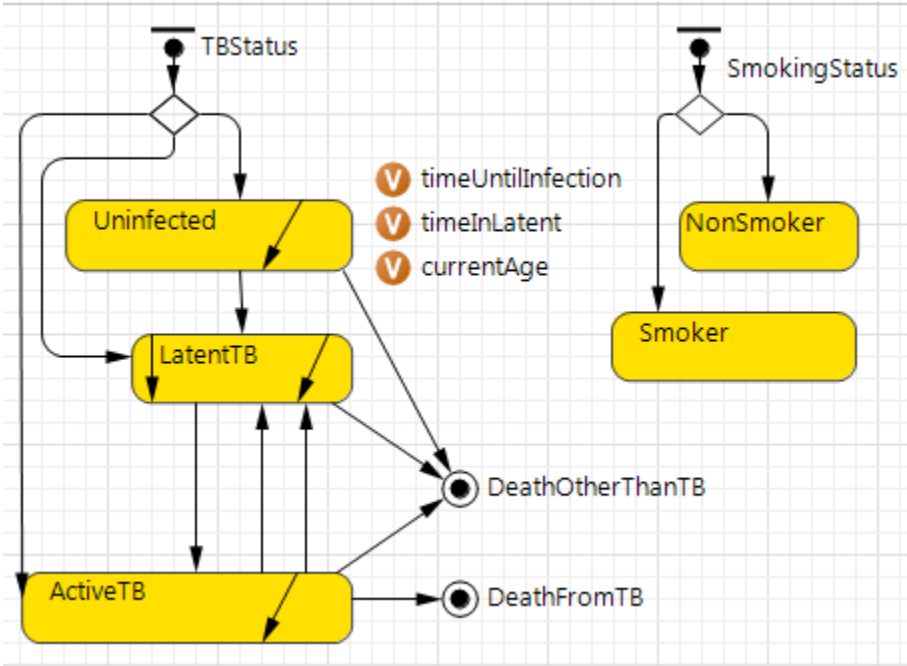 TBStatus
SmokingStatus
V timeUntilInfection
Uninfected
NonSmoker
V timeInLatent
V currentAge
Smoker
LatentTB
DeathOtherThanTB
ActiveTB
DeathFromTB